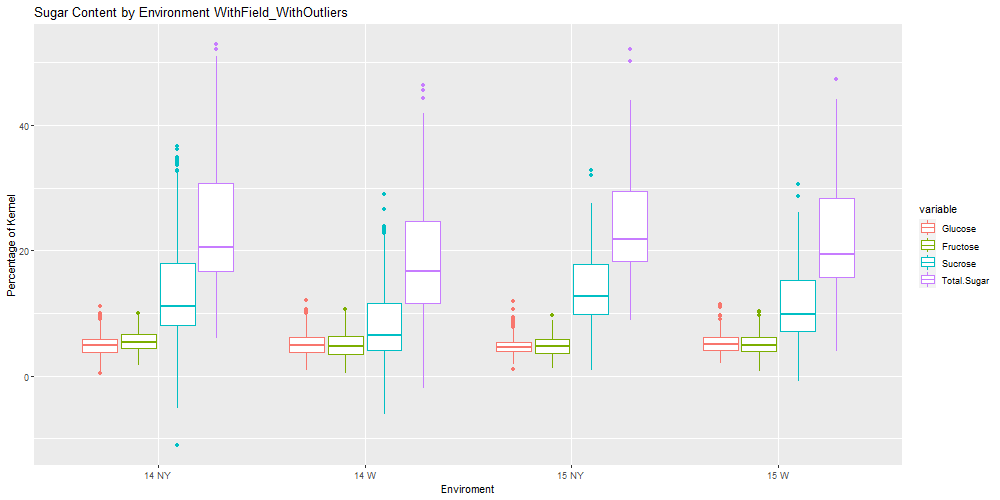 Sugar Content by Environment WithField_WithOutliers
Percentage of Kernel
40
20
0
14 NY
14 W
15 NY
15 W
Enviroment
variable
Glucose
Fructose
Sucrose
Total.Sugar